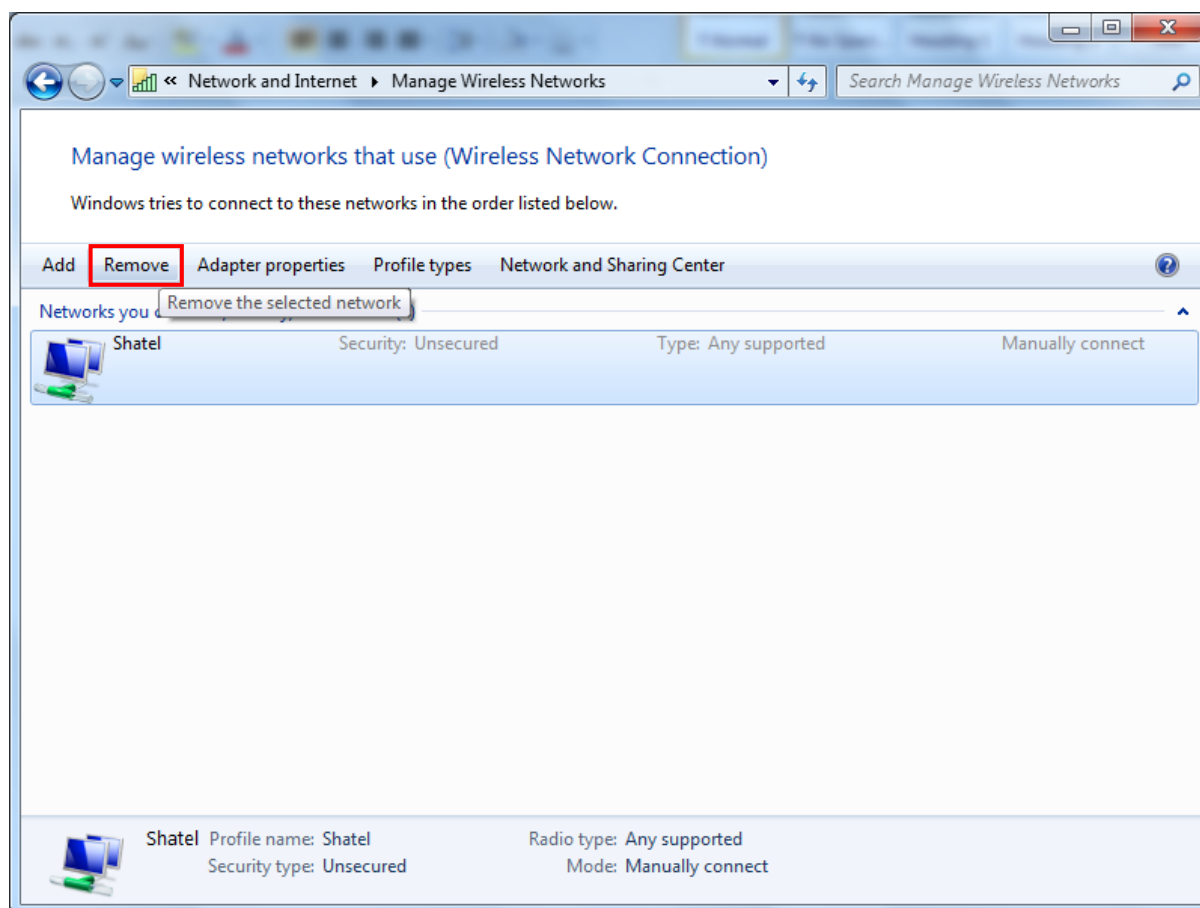 « Network and Internet Manage Wireless Networks Search Manage Wireless Networks
Manage wireless networks that use (Wireless Network Connection)
Windows tries to connect to these networks in the order listed below.
Add Remove Adapter properties Profile types Network and Sharing Center
Remove the selected network
Networks you
Shatel Security: Unsecured Type: Any supported Manually connect
Shatel Profile name: Shatel Radio type: Any supported
Security type: Unsecured Mode: Manually connect